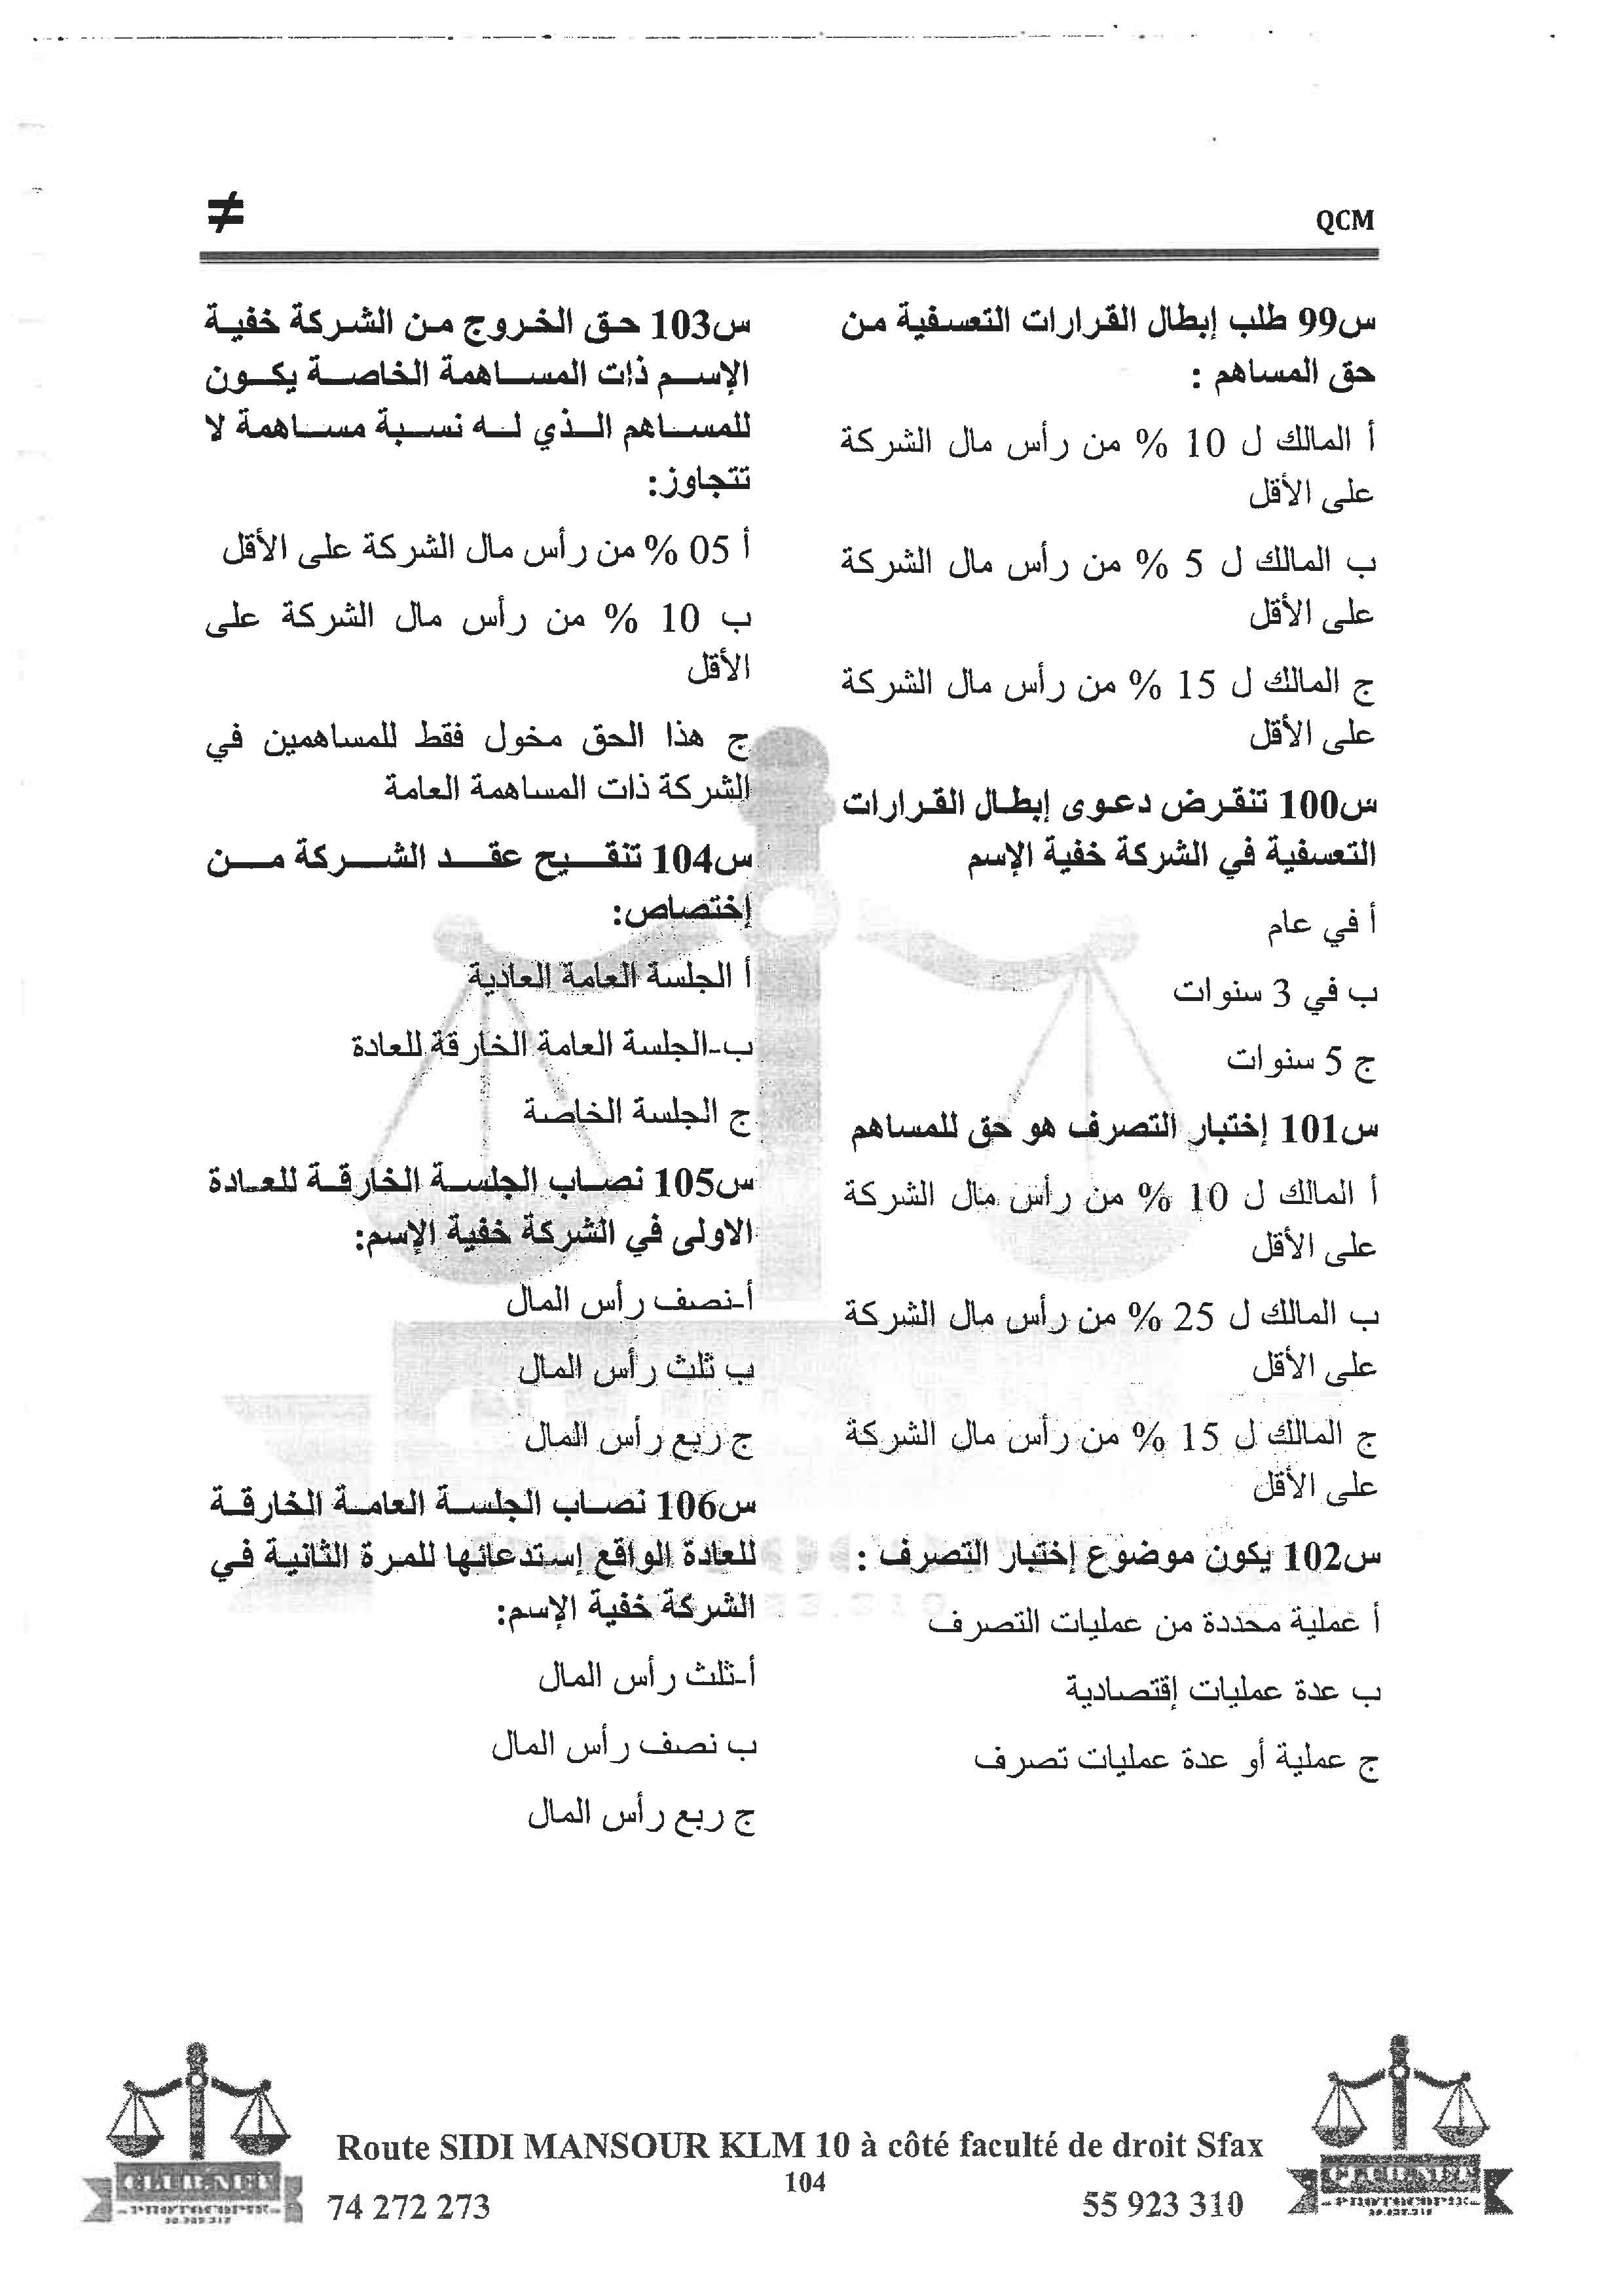 QCM
≠
س99 طلب إبطال القرارات التعسفية من
حق المساهم :
أ المالك ل 10 % من رأس مال الشركة
على الأقل
ب المالك ل 5 % من رأس مال الشركة
على الأقل
ج المالك ل 15 % من رأس مال الشركة
على الأقل
س100 تنقرض دعوى إبطال القرارات
التعسفية في الشركة خفية الإسم
أ في عام
ب في 3 سنوات
ج 5 سنوات
س101 إختبار التصرف هو حق للمساهم
أ المالك ل 10 % من رأس مال الشركة
على الأقل
ب المالك ل 25 % من رأس مال الشركة
على الأقل
ج المالك ل 15 % من رأس مال الشركة
على الأقل
س102 يكون موضوع إختبار التصرف :
أ عملية محددة من عمليات التصرف
ب عدة عمليات إقتصادية
ج عملية أو عدة عمليات تصرف
س103 حق الخروج من الشركة خفية
الإسم ذات المساهمة الخاصة يكون
للمساهم الذي له نسبة مساهمة لا
تتجاوز:
أ 05 % من رأس مال الشركة على الأقل
ب 10 % من رأس مال الشركة على
الأقل
ج هذا الحق مخول فقط للمساهمين في
الشركة ذات المساهمة العامة
س104 تنقيح عقد الشركة من
إختصاص:
أ الجلسة العامة العادية
ب-الجلسة العامة الخارقة للعادة
ج الجلسة الخاصة
س105 نصاب الجلسة الخارقة للعادة
الاولى في الشركة خفية الإسم:
أ-نصف رأس المال
ب ثلث رأس المال
ج ربع رأس المال
س106 نصاب الجلسة العامة الخارقة
للعادة الواقع إستدعائها للمرة الثانية في
الشركة خفية الإسم:
أ-ثلث رأس المال
ب نصف رأس المال
ج ربع رأس المال
Route SIDI MANSOUR KLM 10 à côté faculté de droit Sfax
104
74 272 273
55 923 310